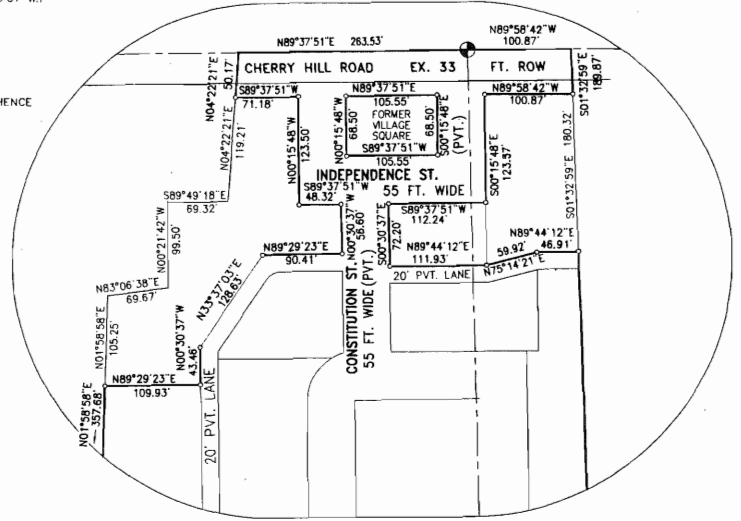 HENCE
N89°37'51"E 263.53'
N89°58'42"W
100.87'
N04°22'21"E
50.17'
CHERRY HILL ROAD EX. 33 FT. ROW
S01°32'59"E
189.87'
S89°37'51"W
71.18'
N89°37'51"E
105.55'
N89°58'42"W
100.87'
N04°22'21"E
119.21'
N00°15'48"W
123.50'
N00°15'48"W
68.50'
FORMER
VILLAGE
SQUARE
68.50'
S00°15'48"E
(PVT.)
S00°15'48"E
123.57'
S01°32'59"E 180.32'
S89°37'51"W
105.55'
INDEPENDENCE ST.
55 FT. WIDE
S89°49'18"E
69.32'
S89°37'51"W
48.32'
S89°37'51"W
112.24'
N00°21'42"W
99.50'
N00°30'37"W
56.60'
S00°30'37"E
72.20'
N89°29'23"E
90.41'
N89°44'12"E
111.93'
N89°44'12"E
59.92' 46.91'
N75°14'21"E
20' PVT. LANE
N83°06'38"E
69.67'
N33°37'03"E
128.63'
CONSTITUTION ST.
55 FT. WIDE (PVT.)
N01°58'58"E
105.25'
N00°30'37"W
43.46'
N89°29'23"E
109.93'
N01°58'58"E
357.68'
20' PVT. LANE